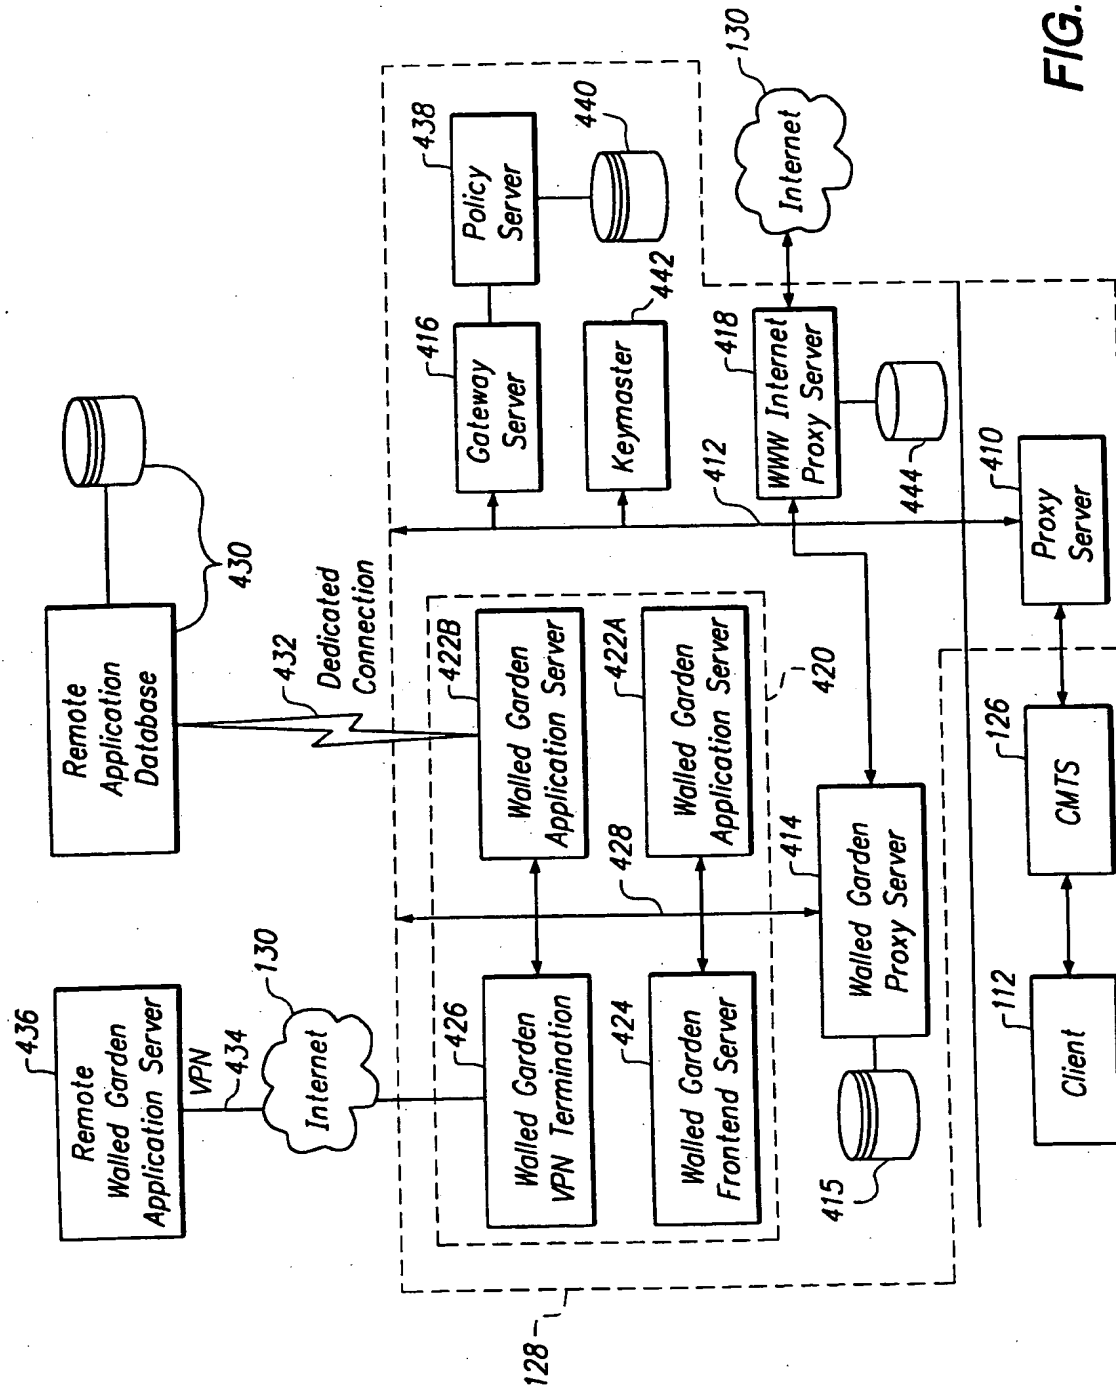 436
Remote
Walled Garden
Application Server
VPN
434
Internet
130
Remote
Application
Database
430
432
Dedicated
Connection
128
426
Walled Garden
VPN Termination
422B
Walled Garden
Application Server
424
Walled Garden
Frontend Server
428
422A
Walled Garden
Application Server
420
416
Gateway
Server
438
Policy
Server
440
442
Keymaster
412
418
WWW Internet
Proxy Server
444
Internet
130
415
414
Walled Garden
Proxy Server
112
Client
126
CMTS
410
Proxy
Server
FIG.